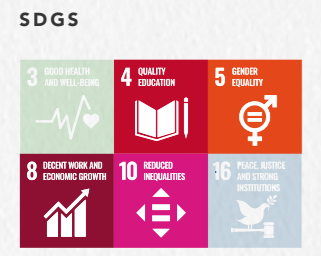 SDGS
3 GOOD HEALTH
AND WELL-BEING
4 QUALITY
EDUCATION
5 GENDER
EQUALITY
8 DECENT WORK AND
ECONOMIC GROWTH
10 REDUCED
INEQUALITIES
16 PEACE, JUSTICE
AND STRONG
INSTITUTIONS